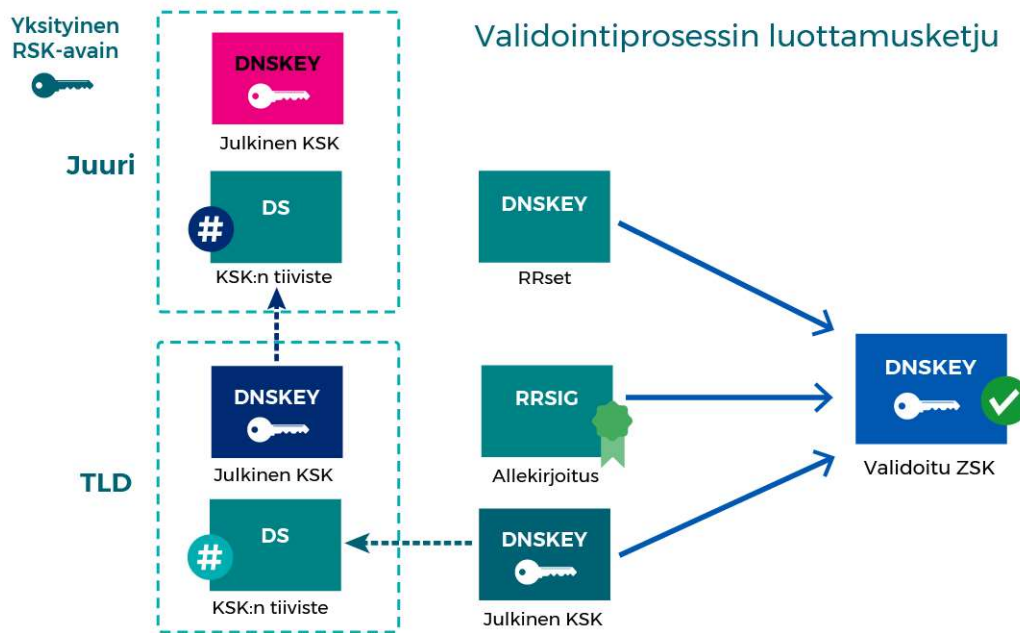 Yksityinen
RSK-avain
Validointiprosessin luottamusketju
Juuri
DNSKEY
Julkinen KSK
#
DS
KSK:n tiiviste
DNSKEY
RRset
TLD
DNSKEY
Julkinen KSK
#
DS
KSK:n tiiviste
RRSIG
Allekirjoitus
DNSKEY
Julkinen KSK
DNSKEY
Validoitu ZSK